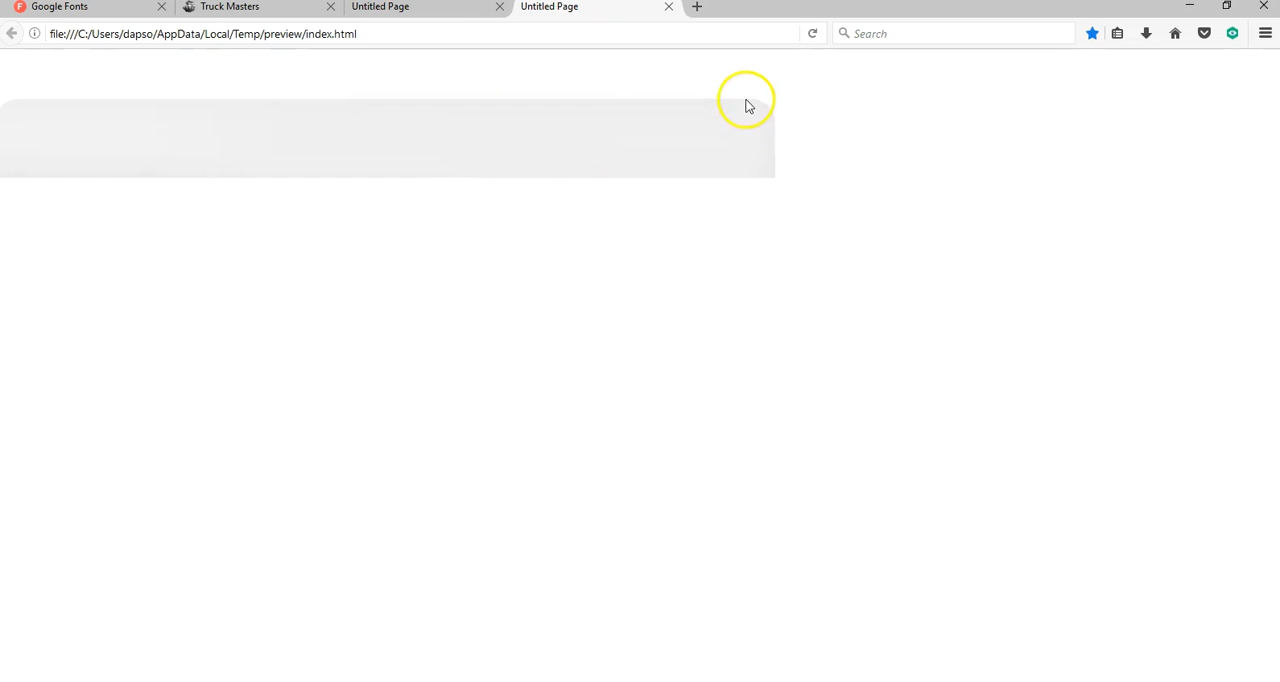 Google Fonts
Truck Masters
Untitled Page
Untitled Page
file:///C:/Users/dapso/AppData/Local/Temp/preview/index.html
Search